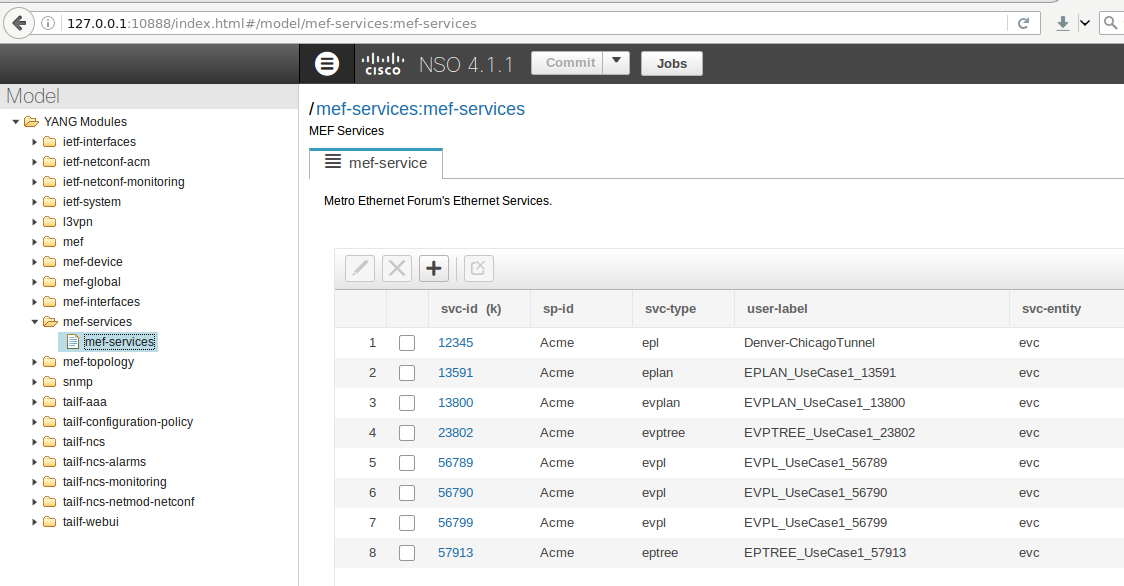 127.0.0.1:10888/index.html#/model/mef-services:mef-services
cisco NSO 4.1.1 Commit Jobs
Model
YANG Modules
ietf-interfaces
ietf-netconf-acm
ietf-netconf-monitoring
ietf-system
l3vpn
mef
mef-device
mef-global
mef-interfaces
mef-services
mef-services
mef-topology
snmp
tailf-aaa
tailf-configuration-policy
tailf-ncs
tailf-ncs-alarms
tailf-ncs-monitoring
tailf-ncs-netmod-netconf
tailf-webui
/mef-services:mef-services
MEF Services
mef-service
Metro Ethernet Forum's Ethernet Services.
svc-id (k) sp-id svc-type user-label svc-entity
1 12345 Acme epl Denver-ChicagoTunnel evc
2 13591 Acme eplan EPLAN_UseCase1_13591 evc
3 13800 Acme evplan EVPLAN_UseCase1_13800 evc
4 23802 Acme evptree EVPTREE_UseCase1_23802 evc
5 56789 Acme evpl EVPL_UseCase1_56789 evc
6 56790 Acme evpl EVPL_UseCase1_56790 evc
7 56799 Acme evpl EVPL_UseCase1_56799 evc
8 57913 Acme eptree EPTREE_UseCase1_57913 evc